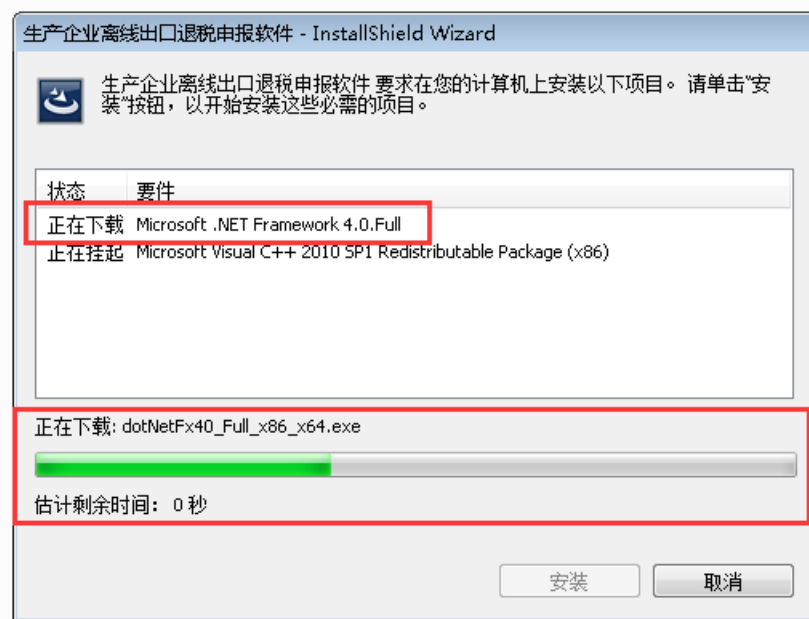 生产企业离线出口退税申报软件 - InstallShield Wizard
生产企业离线出口退税申报软件 要求在您的计算机上安装以下项目。 请单击“安
装”按钮，以开始安装这些必需的项目。
状态 要件
正在下载 Microsoft .NET Framework 4.0.Full
正在挂起 Microsoft Visual C++ 2010 SP1 Redistributable Package (x86)
正在下载: dotNetFx40_Full_x86_x64.exe
估计剩余时间： 0 秒
安装 取消